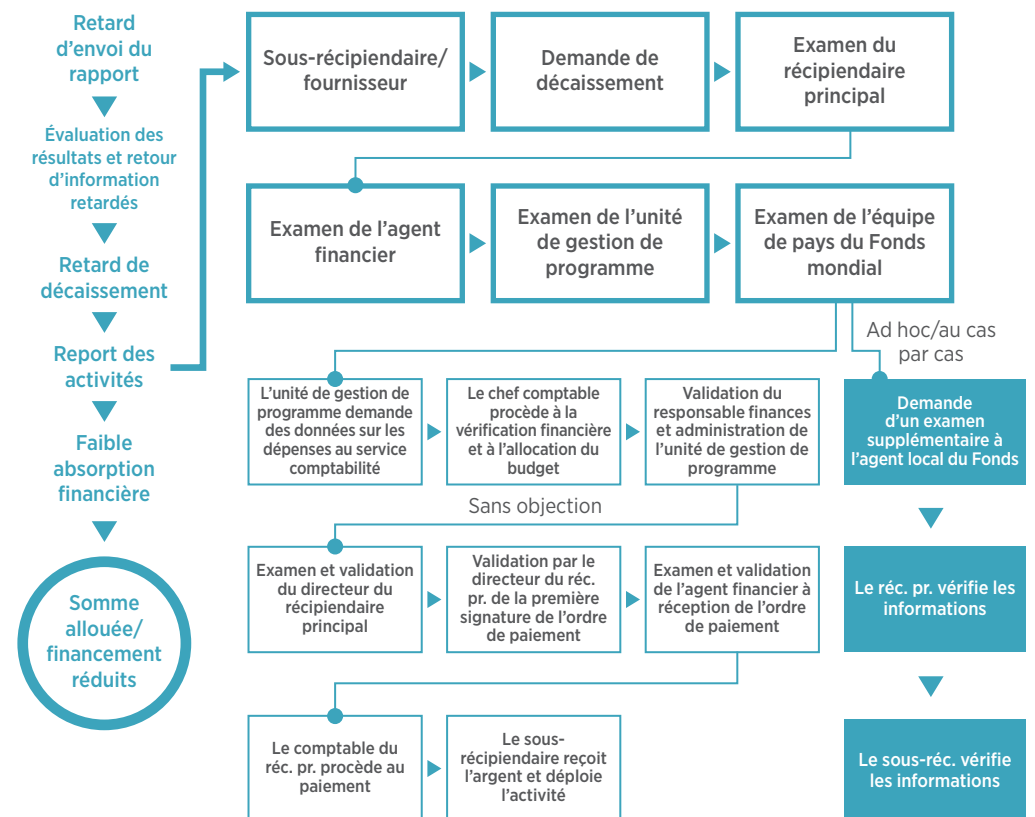 Retard
d'envoi du
rapport
Évaluation des
résultats et retour
d'information
retardés
Retard de
décaissement
Report des
activités
Faible
absorption
financière
Somme
allouée/
financement
réduits
Sous-récipiendaire/
fournisseur
Demande de
décaissement
Examen du
récipiendaire
principal
Examen de l'agent
financier
Examen de l'unité
de gestion de
programme
Examen de l'équipe
de pays du Fonds
mondial
Ad hoc/au cas
par cas
L'unité de gestion de
programme demande
des données sur les
dépenses au service
comptabilité
Le chef comptable
procède à la
vérification financière
et à l'allocation du
budget
Validation du
responsable finances
et administration de
l'unité de gestion de
programme
Demande
d'un examen
supplémentaire à
l'agent local du Fonds
Sans objection
Examen et validation
du directeur du
récipiendaire
principal
Validation par le
directeur du réc.
pr. de la première
signature de l'ordre
de paiement
Examen et validation
de l'agent financier à
réception de l'ordre
de paiement
Le réc. pr. vérifie les
informations
Le comptable du
réc. pr. procède au
paiement
Le sous-
récipiendaire reçoit
l'argent et déploie
l'activité
Le sous-réc. vérifie
les informations